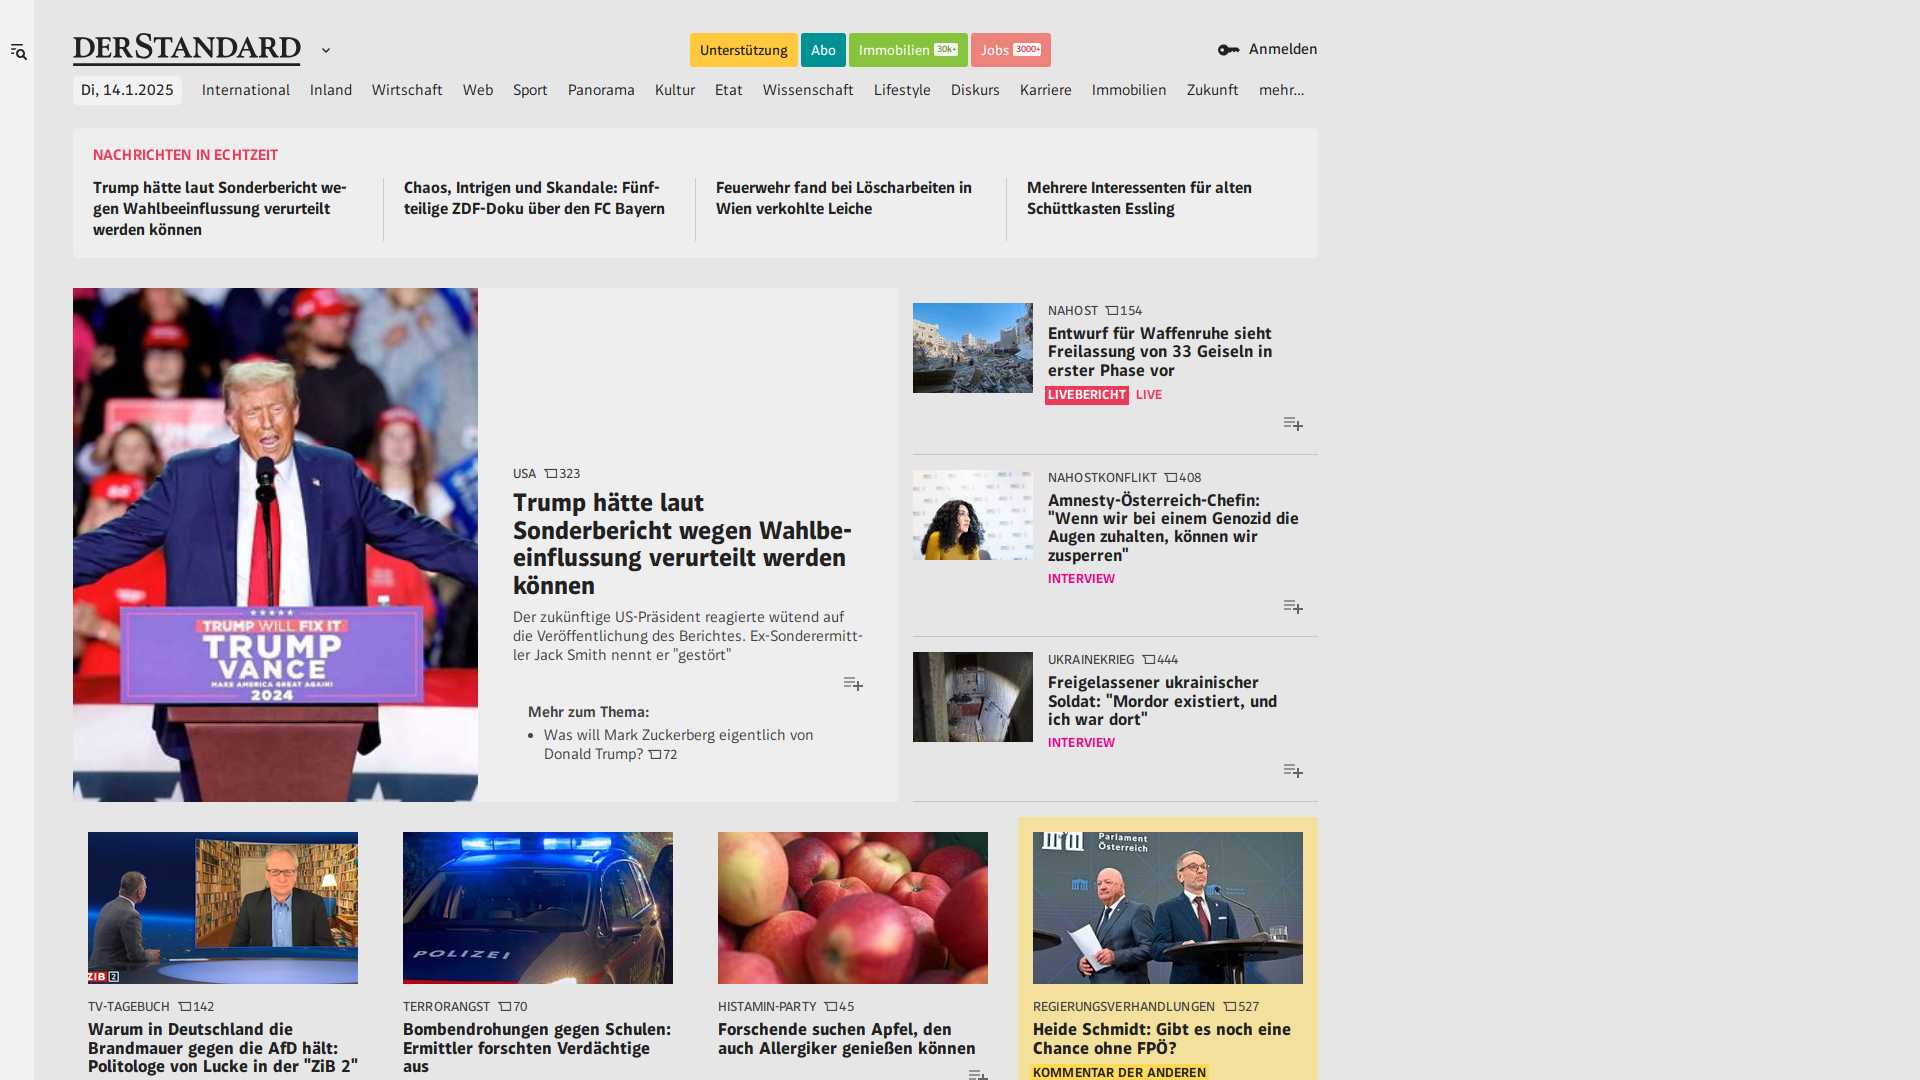 DERSTANDARD
Unterstützung
Abo
Immobilien 30k+
Jobs 3000+
Anmelden
Di, 14.1.2025
International
Inland
Wirtschaft
Web
Sport
Panorama
Kultur
Etat
Wissenschaft
Lifestyle
Diskurs
Karriere
Immobilien
Zukunft
mehr...
NACHRICHTEN IN ECHTZEIT
Trump hätte laut Sonderbericht we-
gen Wahlbeeinflussung verurteilt
werden können
Chaos, Intrigen und Skandale: Fünf-
teilige ZDF-Doku über den FC Bayern
Feuerwehr fand bei Löscharbeiten in
Wien verkohlte Leiche
Mehrere Interessenten für alten
Schüttkasten Essling
TRUMP WILL FIX IT
TRUMP
VANCE
MAKE AMERICA GREAT AGAIN!
2024
USA 323
Trump hätte laut
Sonderbericht wegen Wahlbe-
einflussung verurteilt werden
können
Der zukünftige US-Präsident reagierte wütend auf
die Veröffentlichung des Berichtes. Ex-Sonderermitt-
ler Jack Smith nennt er "gestört"
Mehr zum Thema:
• Was will Mark Zuckerberg eigentlich von
Donald Trump? 72
NAHOST 154
Entwurf für Waffenruhe sieht
Freilassung von 33 Geiseln in
erster Phase vor
LIVEBERICHT LIVE
NAHOSTKONFLIKT 408
Amnesty-Österreich-Chefin:
"Wenn wir bei einem Genozid die
Augen zuhalten, können wir
zusperren"
INTERVIEW
UKRAINEKRIEG 444
Freigelassener ukrainischer
Soldat: "Mordor existiert, und
ich war dort"
INTERVIEW
ZIB 2
TV-TAGEBUCH 142
Warum in Deutschland die
Brandmauer gegen die AfD hält:
Politologe von Lucke in der "ZiB 2"
POLIZEI
TERRORANGST 70
Bombendrohungen gegen Schulen:
Ermittler forschten Verdächtige
aus
HISTAMIN-PARTY 45
Forschende suchen Apfel, den
auch Allergiker genießen können
Parlament
Österreich
REGIERUNGSVERHANDLUNGEN 527
Heide Schmidt: Gibt es noch eine
Chance ohne FPÖ?
KOMMENTAR DER ANDEREN